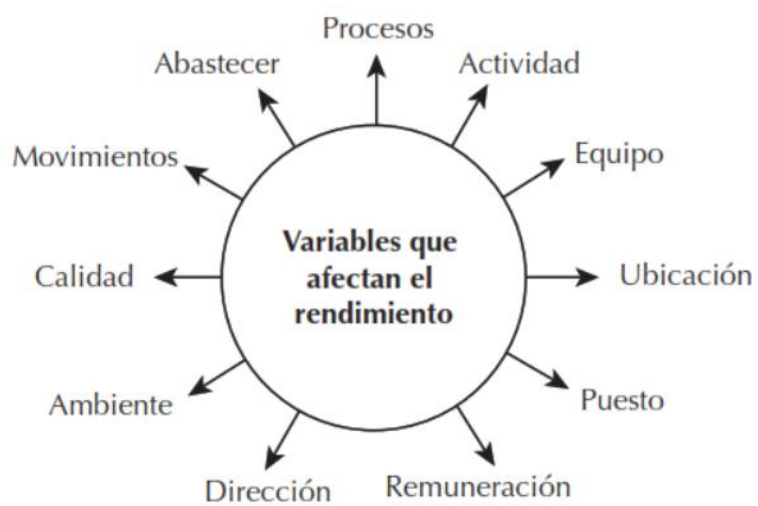 Procesos
Abastecer
Actividad
Movimientos
Equipo
Variables que
afectan el
rendimiento
Calidad
Ubicación
Ambiente
Puesto
Dirección
Remuneración